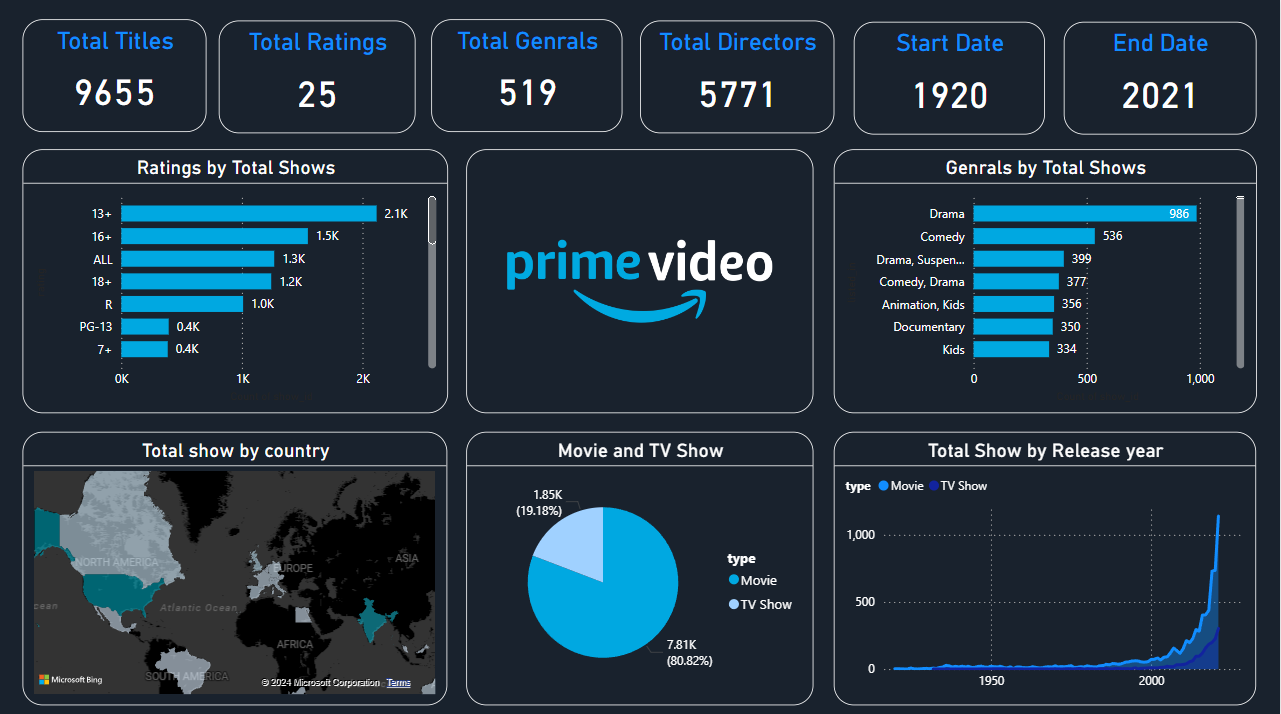 Total Titles
9655
Total Ratings
25
Total Genrals
519
Total Directors
5771
Start Date
1920
End Date
2021
Ratings by Total Shows
13+ 2.1K
16+ 1.5K
ALL 1.3K
18+ 1.2K
R 1.0K
PG-13 0.4K
7+ 0.4K
0K 1K 2K
prime video
Genrals by Total Shows
Drama 986
Comedy 536
Drama, Suspen... 399
Comedy, Drama 377
Animation, Kids 356
Documentary 350
Kids 334
0 500 1,000
Total show by country
NORTH AMERICA
EUROPE
ASIA
cean
Atlantic Ocean
AFRICA
SOUTH AMERICA
Microsoft Bing
© 2024 Microsoft Corporation Terms
Movie and TV Show
1.85K
(19.18%)
7.81K
(80.82%)
type
Movie
TV Show
Total Show by Release year
type Movie TV Show
1,000
500
0
1950 2000